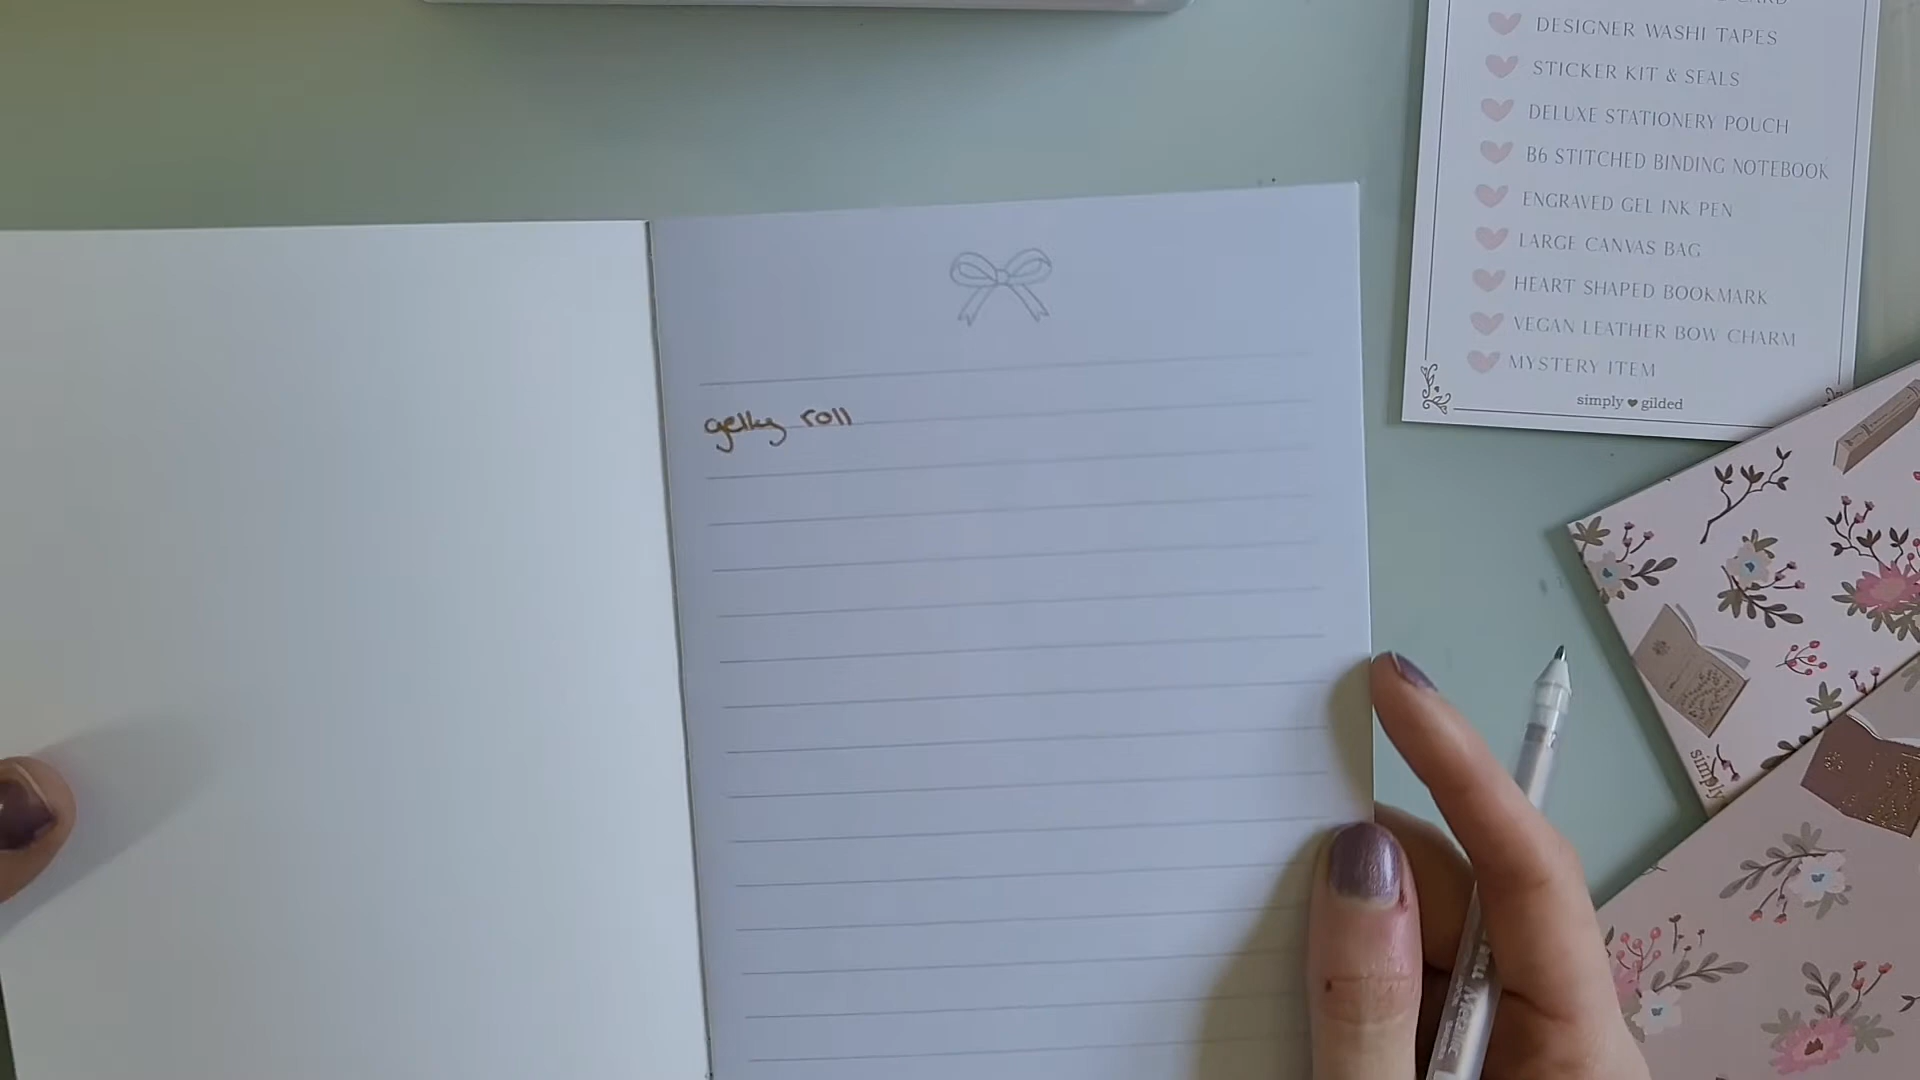 DESIGNER WASHI TAPES
STICKER KIT & SEALS
DELUXE STATIONERY POUCH
B6 STITCHED BINDING NOTEBOOK
ENGRAVED GEL INK PEN
LARGE CANVAS BAG
HEART SHAPED BOOKMARK
VEGAN LEATHER BOW CHARM
MYSTERY ITEM
simply gilded
gelly roll
simply